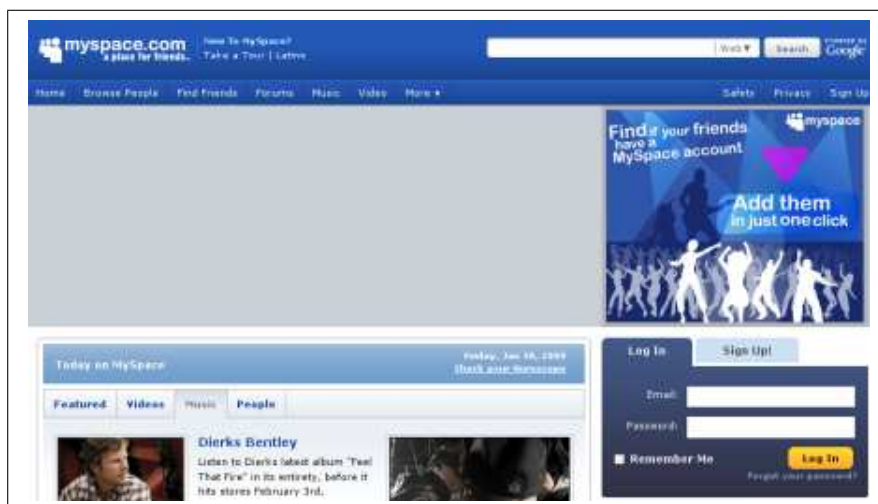 myspace.com
a place for friends.
New To MySpace?
Take a Tour | Latino
Web ▼
Search
Google
Home Browse People Find Friends Forums Music Video More ▾
Safety Privacy Sign Up
Find if your friends
have a
MySpace account
myspace
Add them
in just one click
Today on MySpace
Friday, Jan 30, 2009
Check your Horoscope
Featured Videos Music People
Dierks Bentley
Listen to Dierks latest album "Feel
That Fire" in its entirety, before it
hits stores February 3rd.
Log In Sign Up!
Email:
Password:
Remember Me
Log In
Forgot your password?